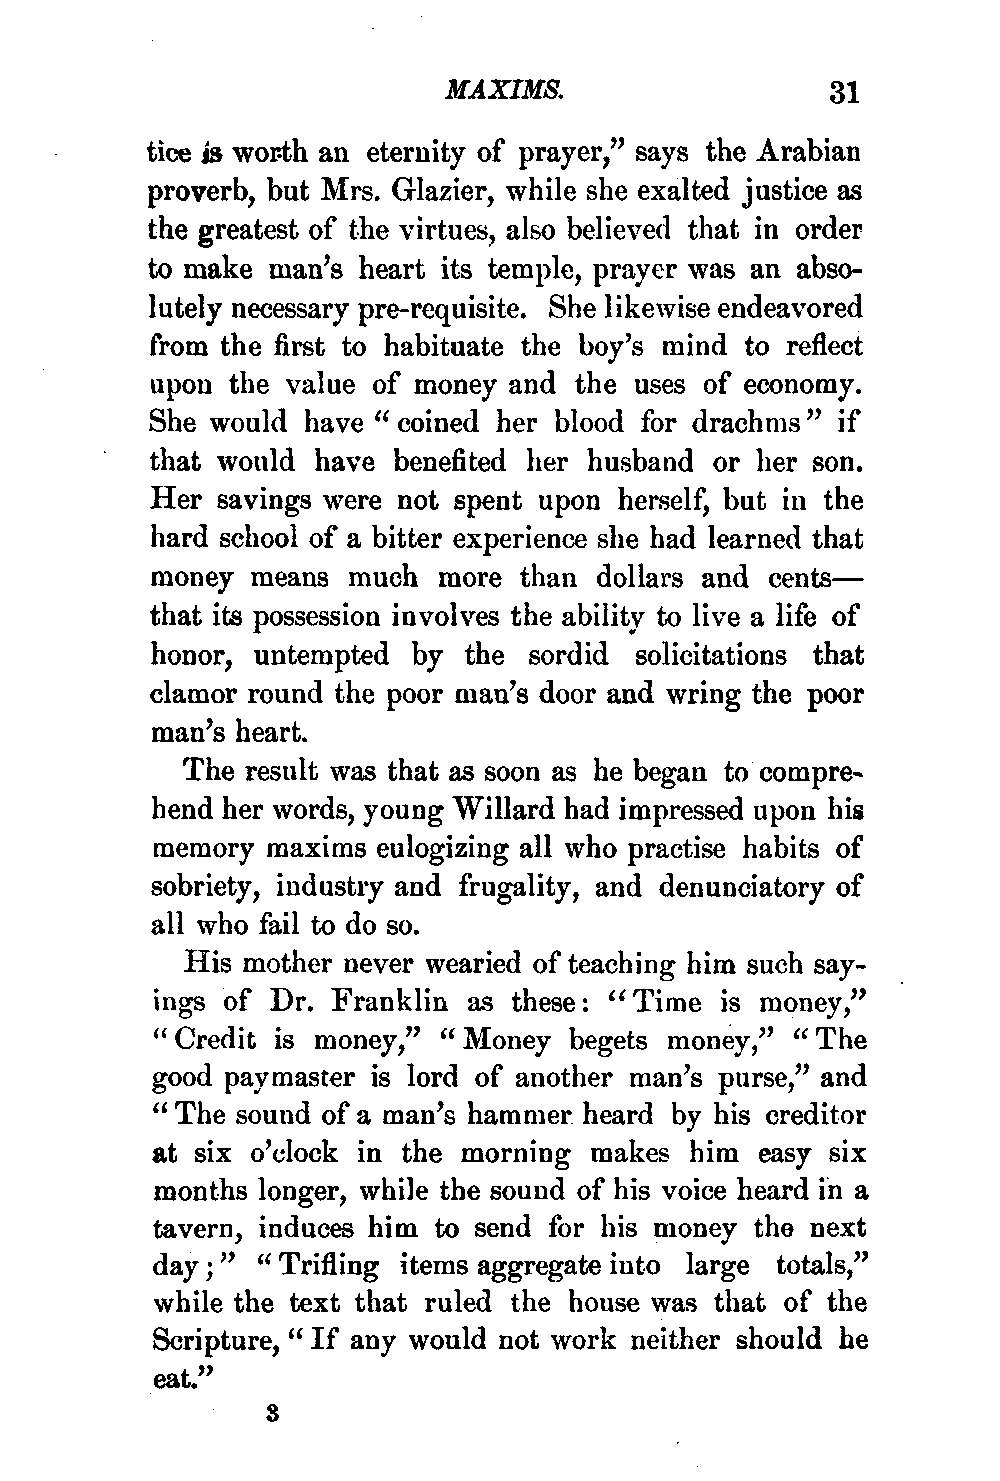 MAXIMS. 31
tice is worth an eternity of prayer,” says the Arabian
proverb, but Mrs. Glazier, while she exalted justice as
the greatest of the virtues, also believed that in order
to make man’s heart its temple, prayer was an abso-
lutely necessary pre-requisite. She likewise endeavored
from the first to habituate the boy’s mind to reflect
upon the value of money and the uses of economy.
She would have “coined her blood for drachms” if
that would have benefited her husband or her son.
Her savings were not spent upon herself, but in the
hard school of a bitter experience she had learned that
money means much more than dollars and cents—
that its possession involves the ability to live a life of
honor, untempted by the sordid solicitations that
clamor round the poor man’s door and wring the poor
man’s heart.
The result was that as soon as he began to compre-
hend her words, young Willard had impressed upon his
memory maxims eulogizing all who practise habits of
sobriety, industry and frugality, and denunciatory of
all who fail to do so.
His mother never wearied of teaching him such say-
ings of Dr. Franklin as these: “Time is money,”
“Credit is money,” “Money begets money,” “The
good paymaster is lord of another man’s purse,” and
“The sound of a man’s hammer heard by his creditor
at six o’clock in the morning makes him easy six
months longer, while the sound of his voice heard in a
tavern, induces him to send for his money the next
day;” “Trifling items aggregate into large totals,”
while the text that ruled the house was that of the
Scripture, “If any would not work neither should he
eat.”
3